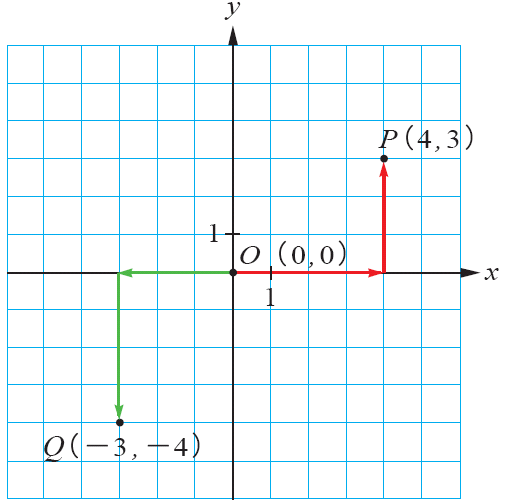 y
P(4,3)
1
O (0,0)
x
1
Q(−3,−4)